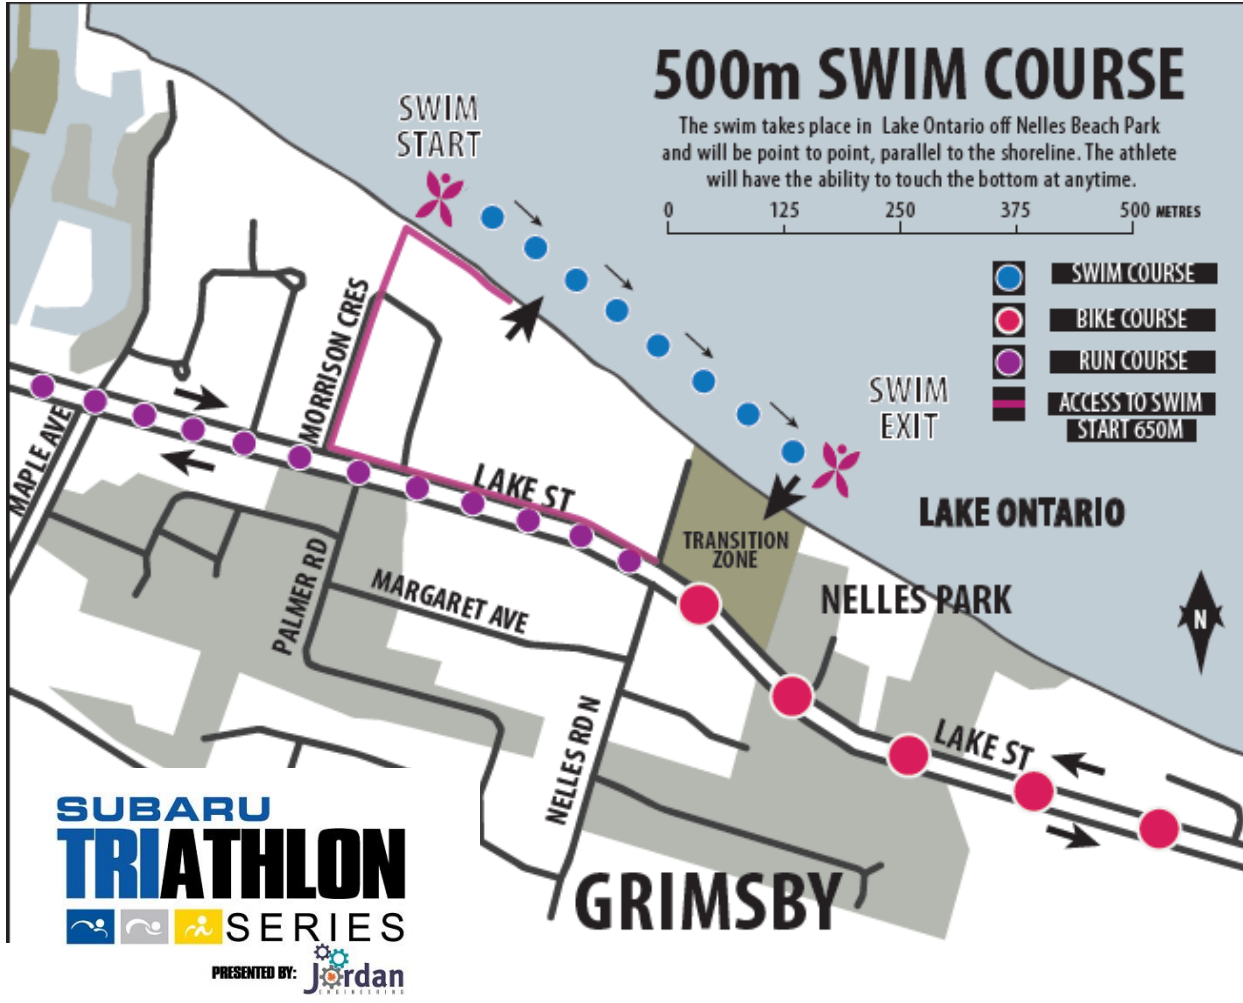 500m SWIM COURSE
The swim takes place in Lake Ontario off Nelles Beach Park
and will be point to point, parallel to the shoreline. The athlete
will have the ability to touch the bottom at anytime.
0 125 250 375 500 METRES
SWIM COURSE
BIKE COURSE
RUN COURSE
ACCESS TO SWIM
START 650M
SWIM
START
SWIM
EXIT
LAKE ONTARIO
MORRISON CRES
MAPLE AVE
LAKE ST
TRANSITION
ZONE
NELLES PARK
N
PALMER RD
MARGARET AVE
NELLES RD N
LAKE ST
GRIMSBY
SUBARU
TRIATHLON
SERIES
PRESENTED BY:
Jordan
ENGINEERING